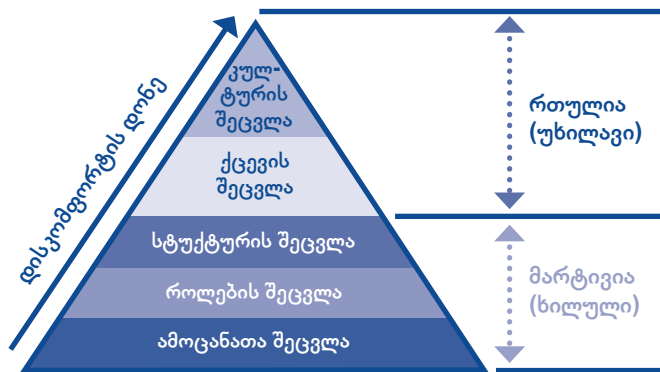 დისკომფორტის დონე
კულ-
ტურის
შეცვლა
ქცევის
შეცვლა
სტუქტურის შეცვლა
როლების შეცვლა
ამოცანათა შეცვლა
რთულია
(უხილავი)
მარტივია
(ხილული)